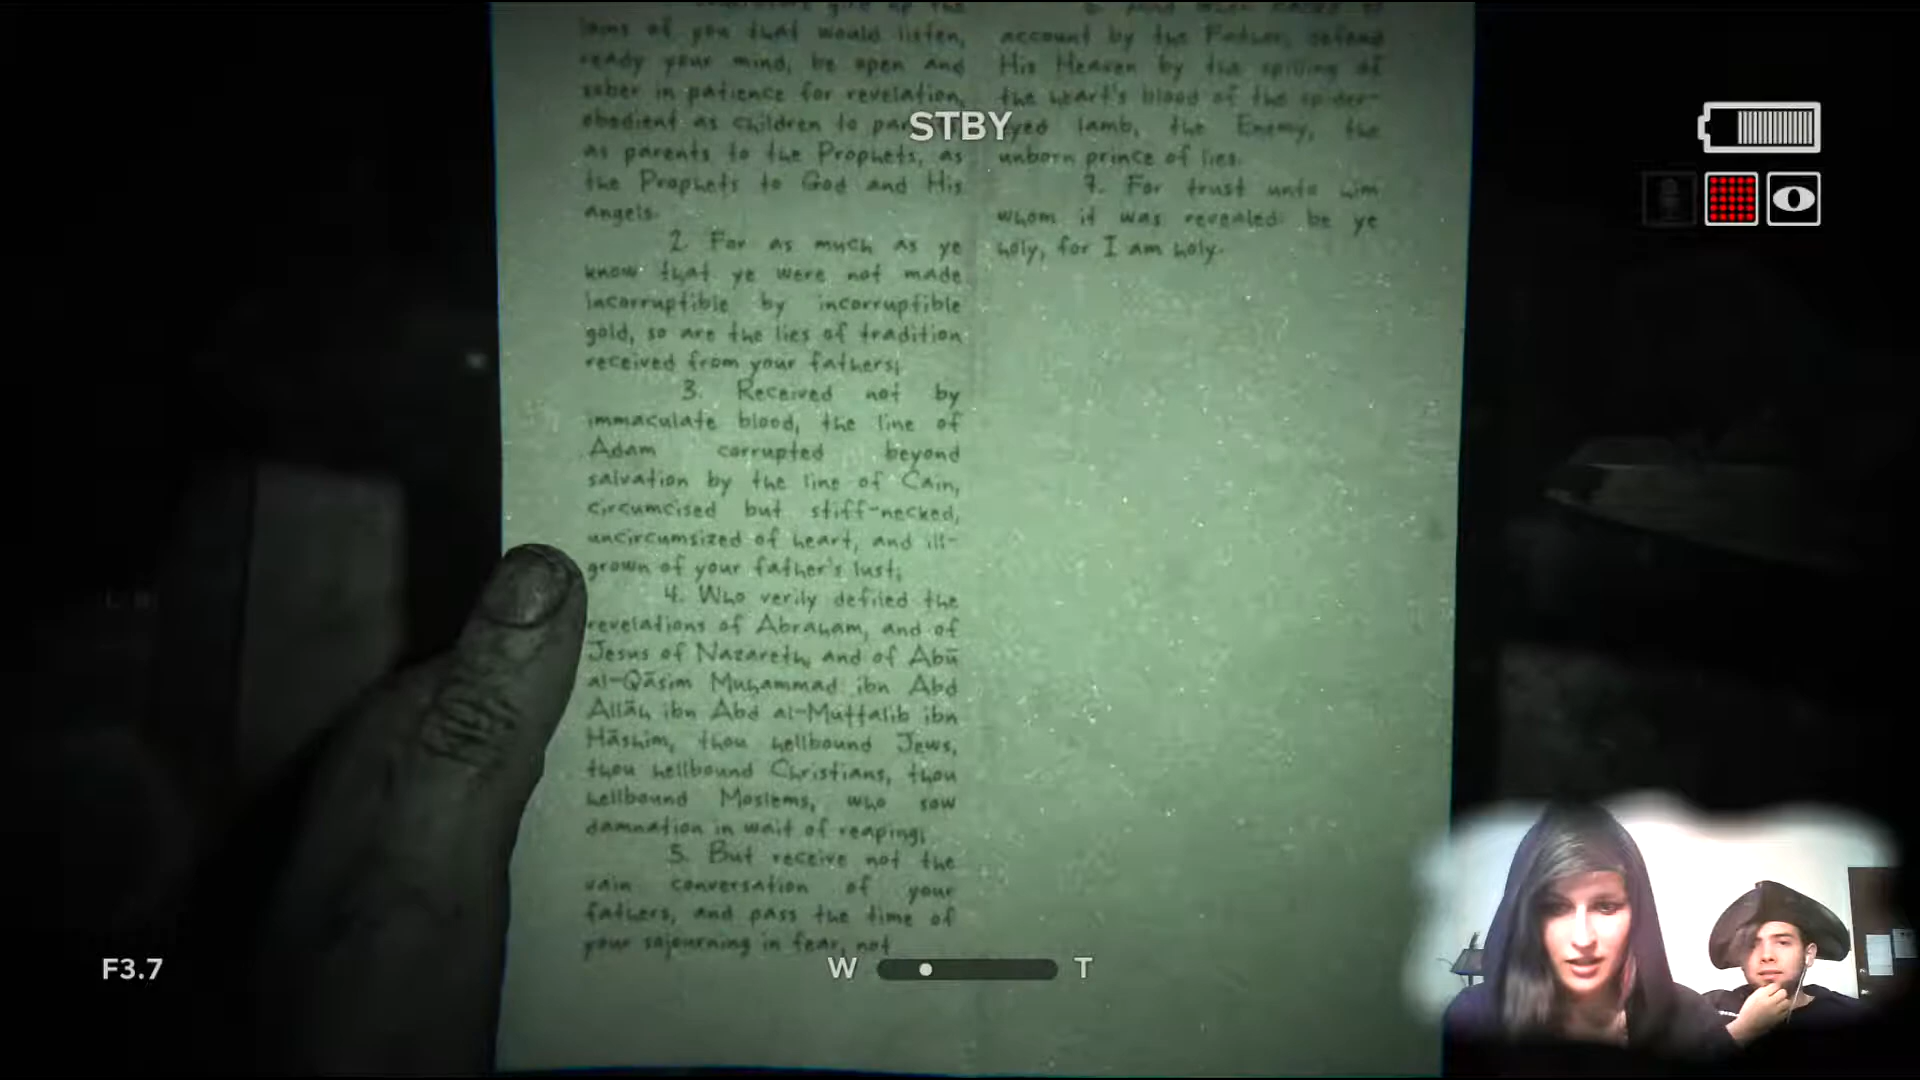 loins of you that would listen,
ready your mind, be open and
sober in patience for revelation,
obedient as children to
as parents to the Prophets, as
the Prophets to God and His
angels.
2. For as much as ye
know that ye were not made
incorruptible by incorruptible
gold, so are the lies of tradition
received from your fathers;
3. Received not by
immaculate blood, the line of
Adam corrupted beyond
salvation by the line of Cain,
circumcised but stiff-necked,
uncircumsized of heart, and ill-
grown of your father's lust;
4. Who verily defiled the
revelations of Abraham, and of
Jesus of Nazareth, and of Abū
al-Qāsim Muḥammad ibn Abd
Allāh ibn Abd al-Muṭṭalib ibn
Hāshim, thou hellbound Jews,
thou hellbound Christians, thou
hellbound Moslems, who sow
damnation in wait of reaping;
5. But receive not the
vain conversation of your
fathers, and pass the time of
your sojourning in fear, not
account by the Father, defend
His Heaven by the spilling of
the heart's blood of the spider-
eyed lamb, the Enemy, the
unborn prince of lies.
7. For trust unto him
whom it was revealed: be ye
holy, for I am holy.
STBY
F3.7
W T